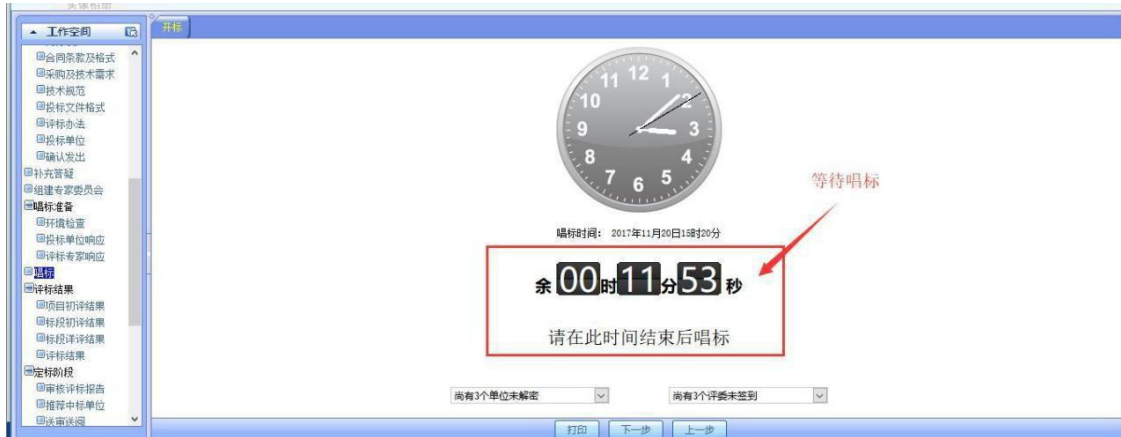 工作空间
合同条款及格式
采购及技术需求
技术规范
投标文件格式
评标办法
投标单位
确认发出
补充答疑
组建专家委员会
唱标准备
环境检查
投标单位响应
评标专家响应
唱标
评标结果
项目初评结果
标段初评结果
标段详评结果
评标结果
定标阶段
审核评标报告
推荐中标单位
送审送阅
开标
12
1
2
3
4
5
6
7
8
9
10
11
等待唱标
唱标时间： 2017年11月20日15时20分
余 00 时 11 分 53 秒
请在此时间结束后唱标
尚有3个单位未解密
尚有3个评委未签到
打印 下一步 上一步